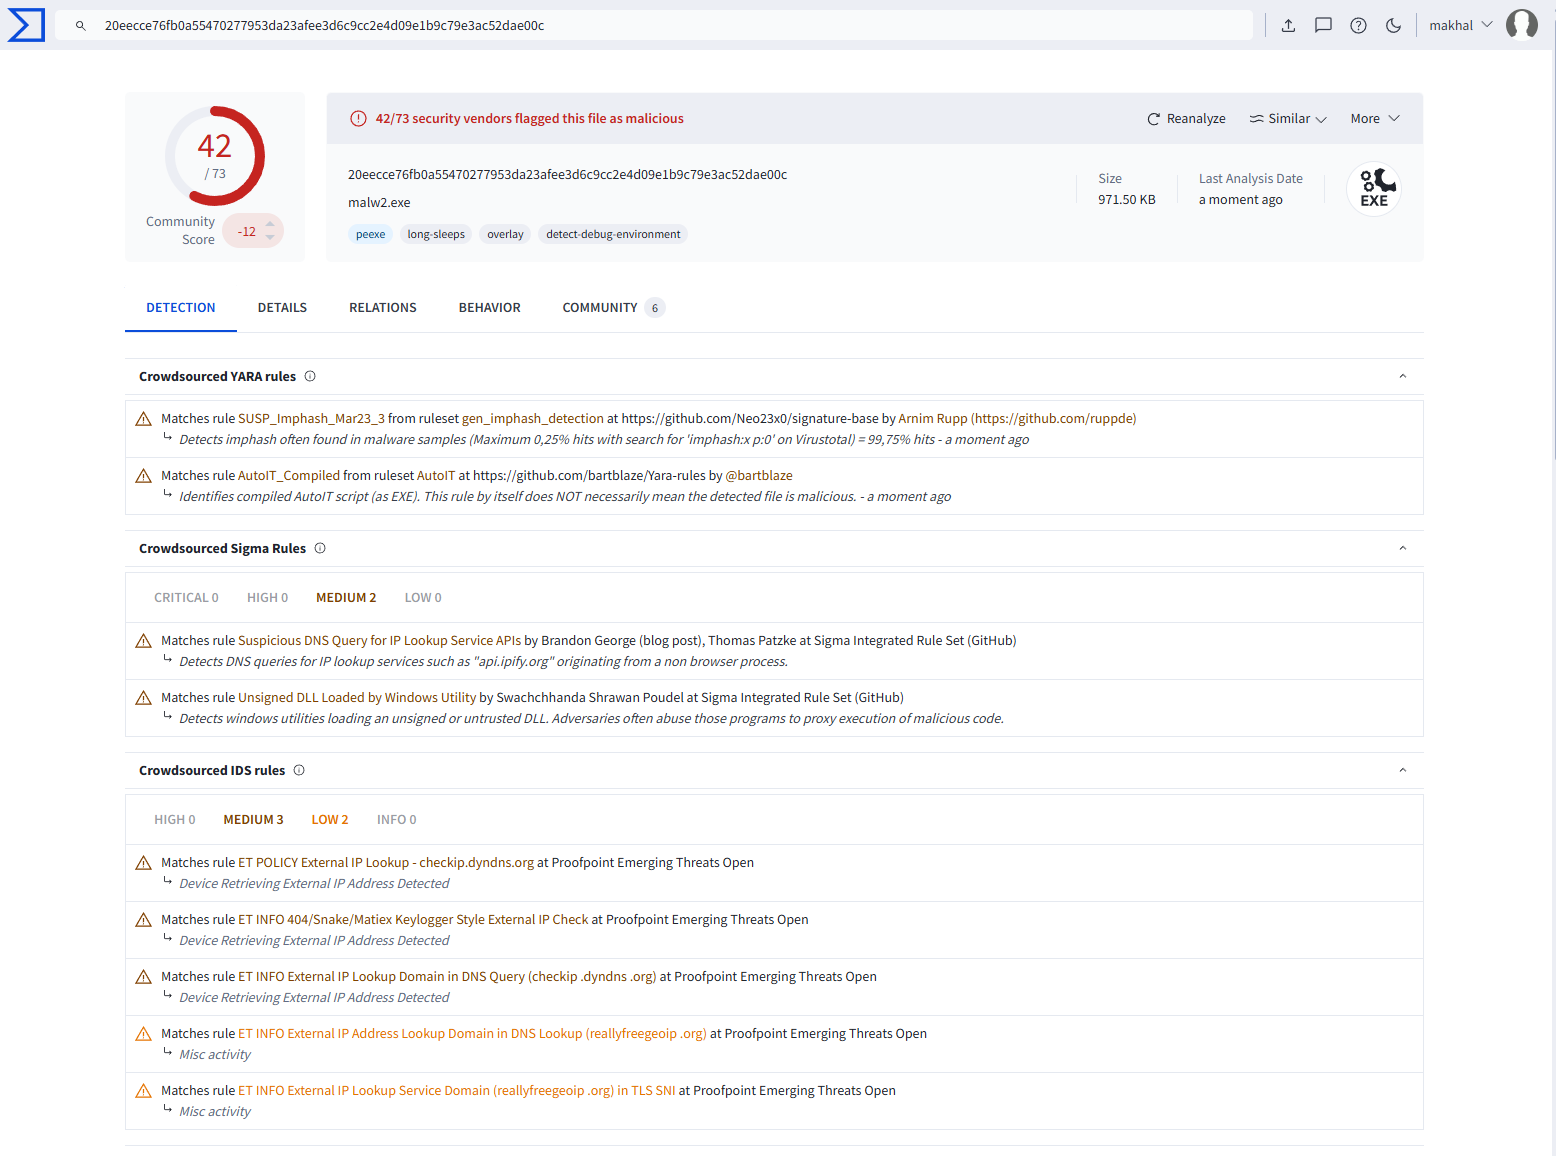 20eecce76fb0a55470277953da23afee3d6c9cc2e4d09e1b9c79e3ac52dae00c
makhal
42
/ 73
Community
Score
-12
42/73 security vendors flagged this file as malicious
Reanalyze
Similar
More
20eecce76fb0a55470277953da23afee3d6c9cc2e4d09e1b9c79e3ac52dae00c
malw2.exe
peexe
long-sleeps
overlay
detect-debug-environment
Size
971.50 KB
Last Analysis Date
a moment ago
EXE
DETECTION
DETAILS
RELATIONS
BEHAVIOR
COMMUNITY 6
Crowdsourced YARA rules
Matches rule SUSP_Imphash_Mar23_3 from ruleset gen_imphash_detection at https://github.com/Neo23x0/signature-base by Arnim Rupp (https://github.com/ruppde)
Detects imphash often found in malware samples (Maximum 0,25% hits with search for 'imphash:x p:0' on Virustotal) = 99,75% hits - a moment ago
Matches rule AutoIT_Compiled from ruleset AutoIT at https://github.com/bartblaze/Yara-rules by @bartblaze
Identifies compiled AutoIT script (as EXE). This rule by itself does NOT necessarily mean the detected file is malicious. - a moment ago
Crowdsourced Sigma Rules
CRITICAL 0
HIGH 0
MEDIUM 2
LOW 0
Matches rule Suspicious DNS Query for IP Lookup Service APIs by Brandon George (blog post), Thomas Patzke at Sigma Integrated Rule Set (GitHub)
Detects DNS queries for IP lookup services such as "api.ipify.org" originating from a non browser process.
Matches rule Unsigned DLL Loaded by Windows Utility by Swachchhanda Shrawan Poudel at Sigma Integrated Rule Set (GitHub)
Detects windows utilities loading an unsigned or untrusted DLL. Adversaries often abuse those programs to proxy execution of malicious code.
Crowdsourced IDS rules
HIGH 0
MEDIUM 3
LOW 2
INFO 0
Matches rule ET POLICY External IP Lookup - checkip.dyndns.org at Proofpoint Emerging Threats Open
Device Retrieving External IP Address Detected
Matches rule ET INFO 404/Snake/Matiex Keylogger Style External IP Check at Proofpoint Emerging Threats Open
Device Retrieving External IP Address Detected
Matches rule ET INFO External IP Lookup Domain in DNS Query (checkip .dyndns .org) at Proofpoint Emerging Threats Open
Device Retrieving External IP Address Detected
Matches rule ET INFO External IP Address Lookup Domain in DNS Lookup (reallyfreegeoip .org) at Proofpoint Emerging Threats Open
Misc activity
Matches rule ET INFO External IP Lookup Service Domain (reallyfreegeoip .org) in TLS SNI at Proofpoint Emerging Threats Open
Misc activity